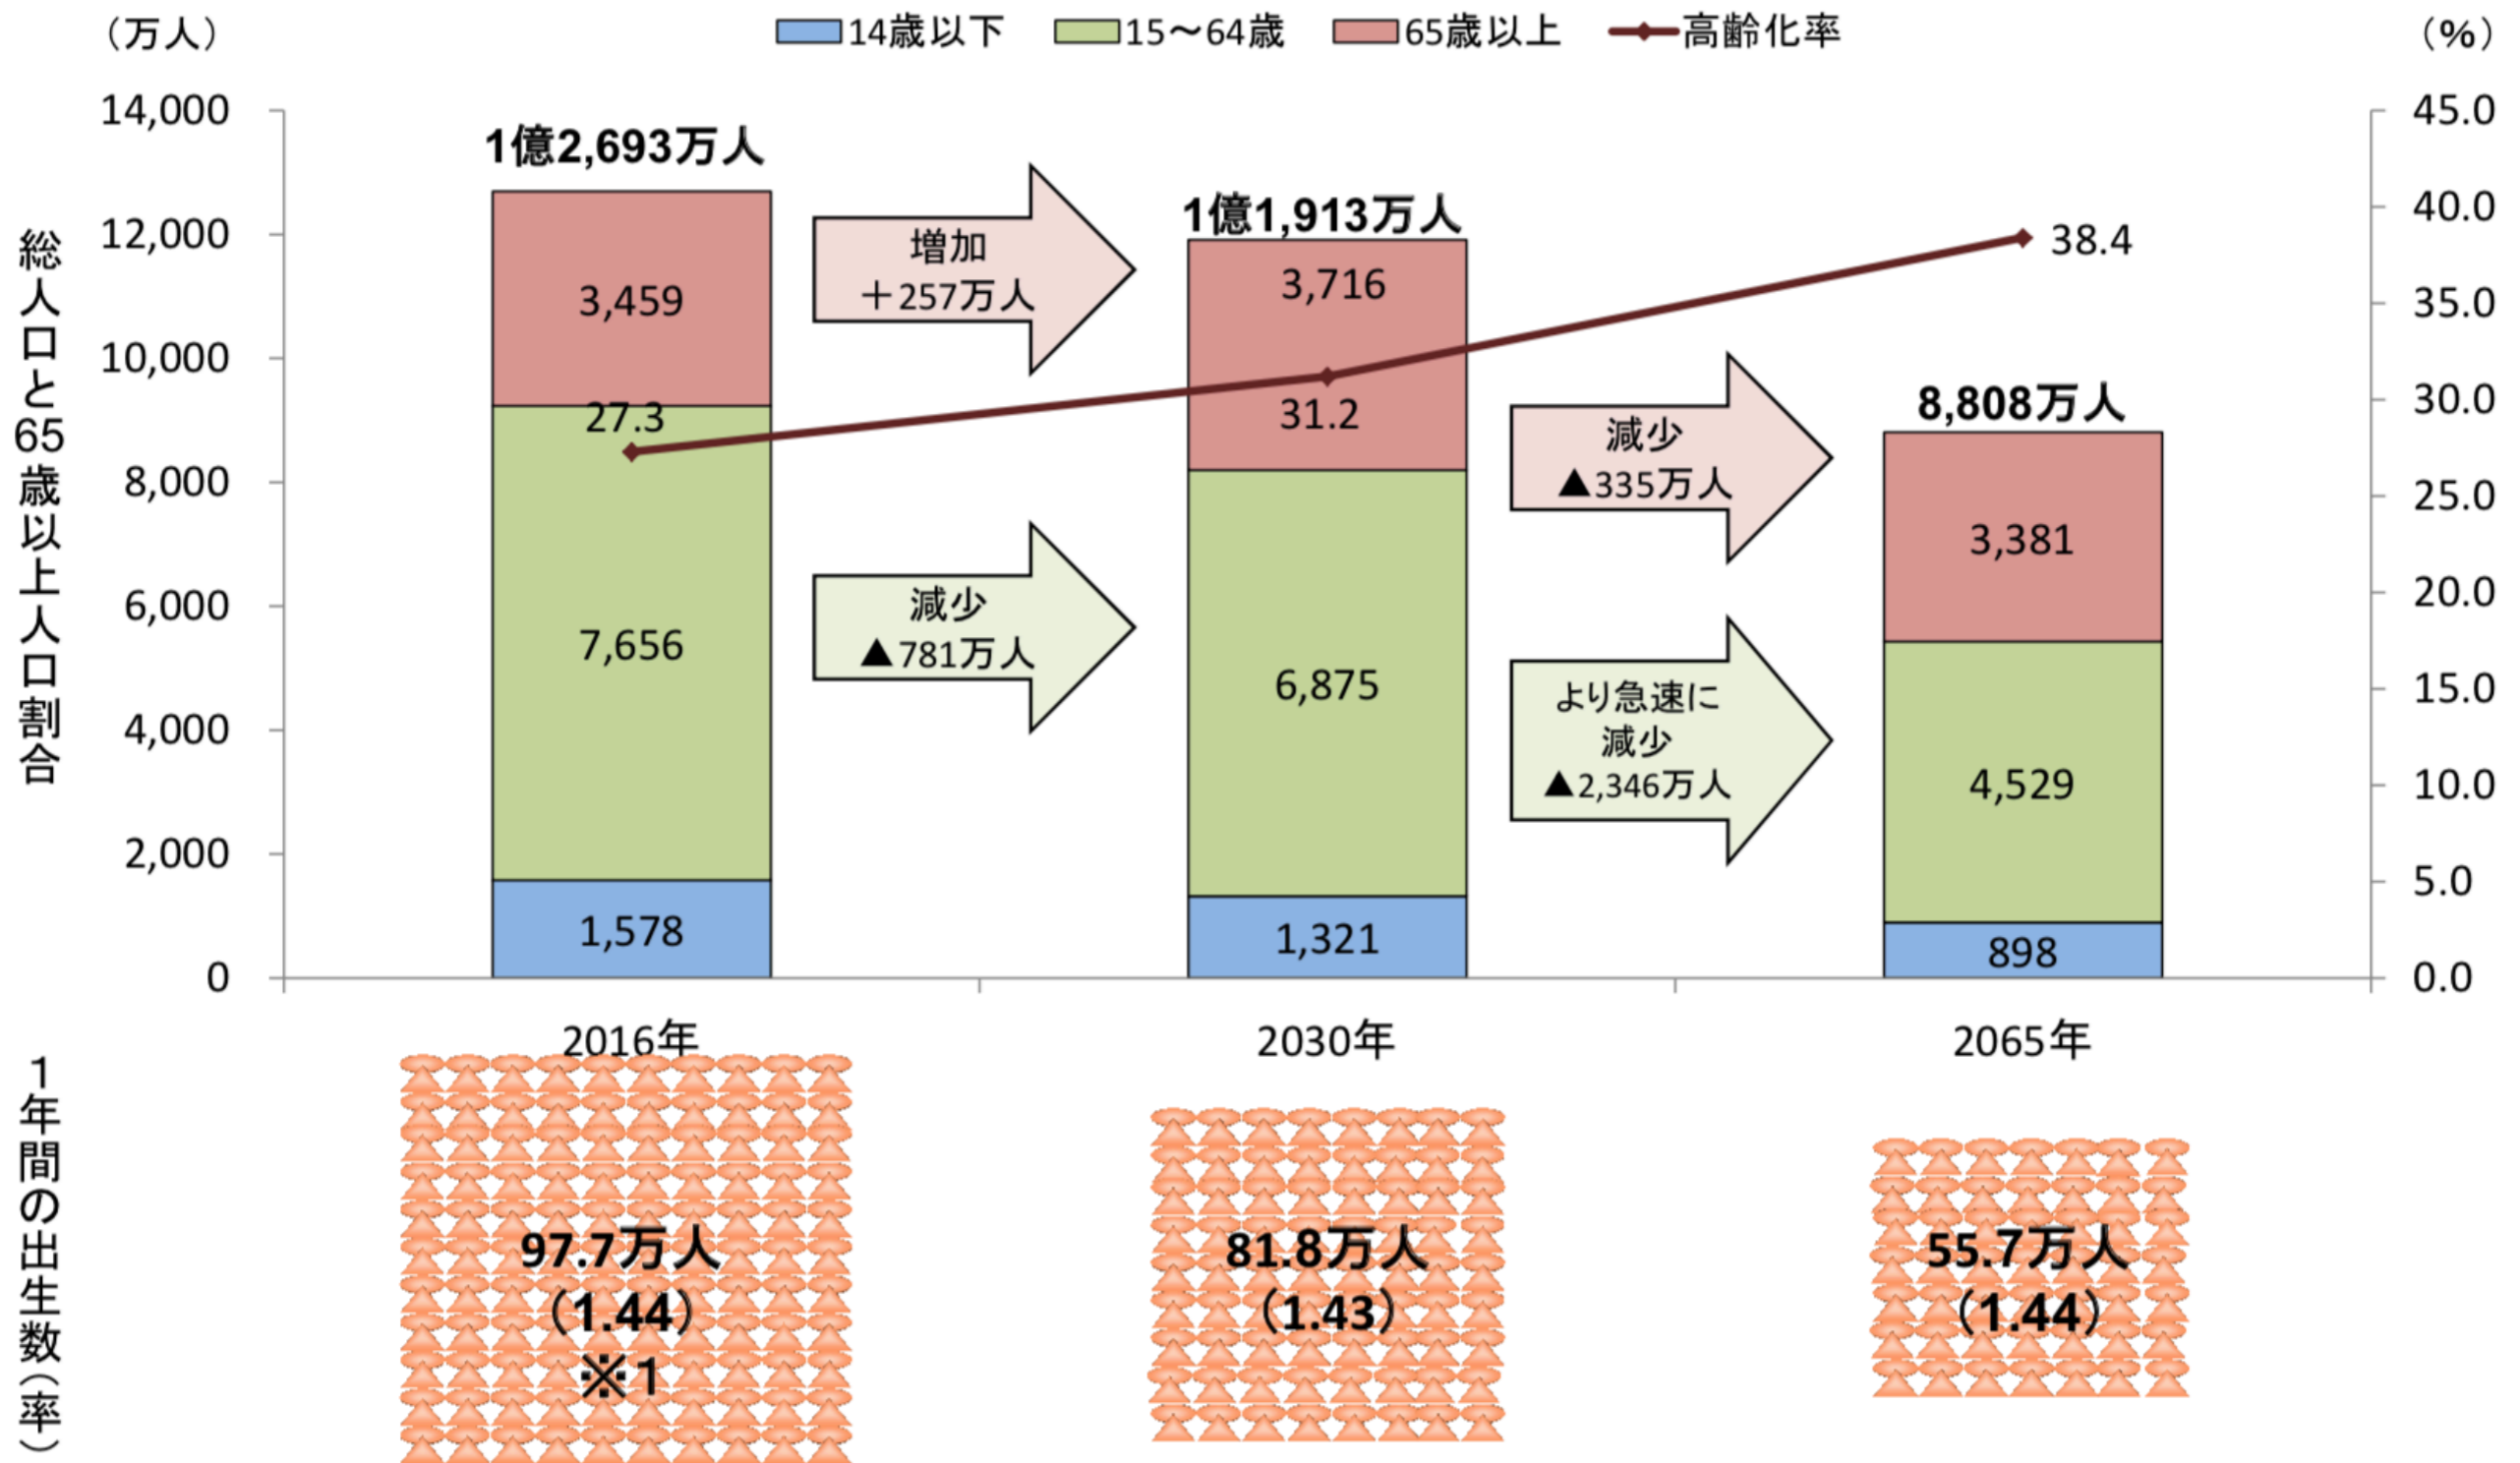 （万人）
14歳以下 15～64歳 65歳以上 高齢化率
（%）
総人口と65歳以上人口割合
14,000
12,000
10,000
8,000
6,000
4,000
2,000
0
45.0
40.0
35.0
30.0
25.0
20.0
15.0
10.0
5.0
0.0
1億2,693万人
3,459
27.3
7,656
1,578
増加
＋257万人
減少
▲781万人
1億1,913万人
3,716
31.2
6,875
1,321
減少
▲335万人
より急速に
減少
▲2,346万人
38.4
8,808万人
3,381
4,529
898
2016年 2030年 2065年
１年間の出生数（率）
97.7万人
（1.44）
※1
81.8万人
（1.43）
55.7万人
（1.44）